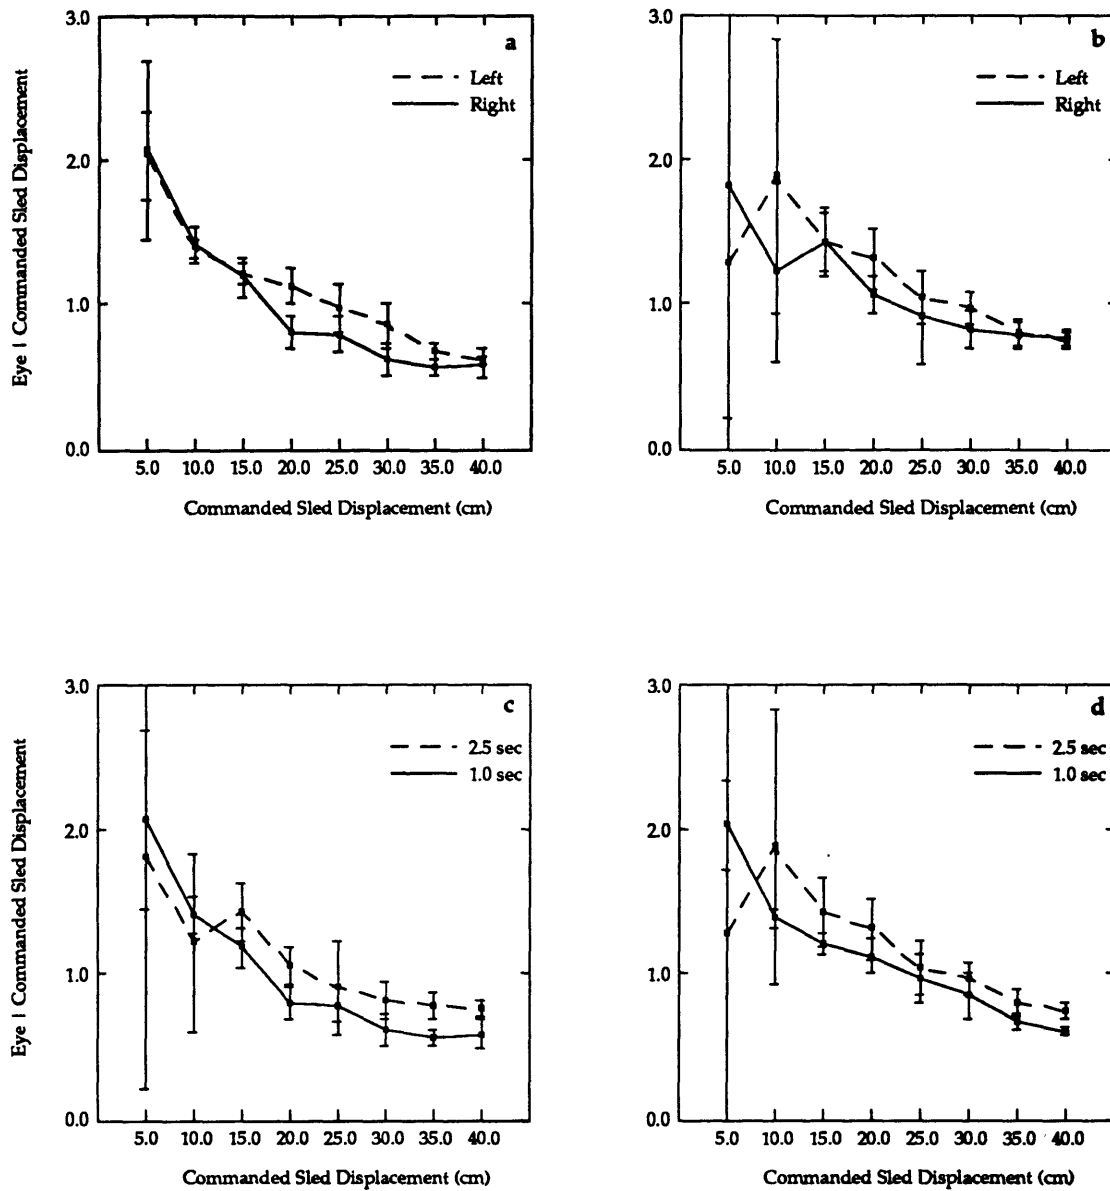 3.0
a
Left
Right
2.0
1.0
0.0
5.0 10.0 15.0 20.0 25.0 30.0 35.0 40.0
Commanded Sled Displacement (cm)
Eye | Commanded Sled Displacement
3.0
b
Left
Right
2.0
1.0
0.0
5.0 10.0 15.0 20.0 25.0 30.0 35.0 40.0
Commanded Sled Displacement (cm)
3.0
c
2.5 sec
1.0 sec
2.0
1.0
0.0
5.0 10.0 15.0 20.0 25.0 30.0 35.0 40.0
Commanded Sled Displacement (cm)
Eye | Commanded Sled Displacement
3.0
d
2.5 sec
1.0 sec
2.0
1.0
0.0
5.0 10.0 15.0 20.0 25.0 30.0 35.0 40.0
Commanded Sled Displacement (cm)